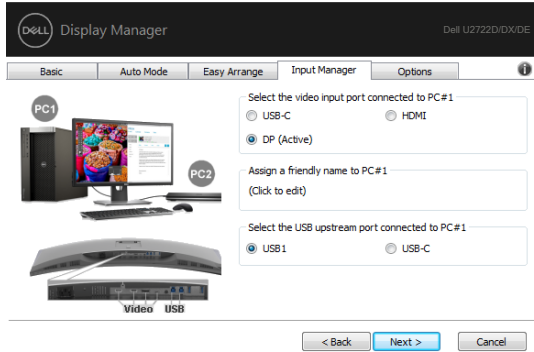 DELL Display Manager
Dell U2722D/DX/DE
Basic Auto Mode Easy Arrange Input Manager Options
PC1
PC2
Video USB
Select the video input port connected to PC#1
USB-C HDMI
DP (Active)
Assign a friendly name to PC#1
(Click to edit)
Select the USB upstream port connected to PC#1
USB1 USB-C
< Back Next > Cancel